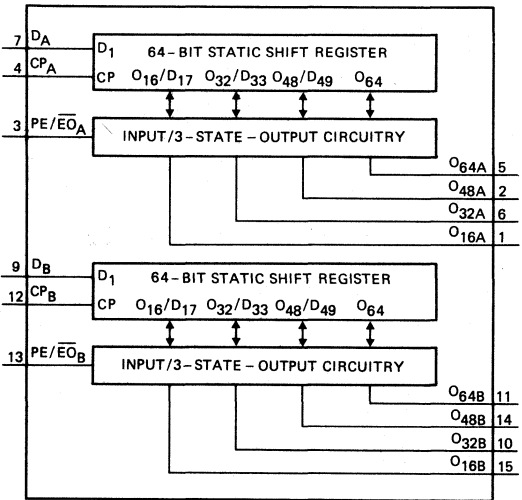 7 DA
D1 64-BIT STATIC SHIFT REGISTER
4 CPA
CP O16/D17 O32/D33 O48/D49 O64
3 PE/E̅O̅A
INPUT/3-STATE-OUTPUT CIRCUITRY
O64A 5
O48A 2
O32A 6
O16A 1
9 DB
D1 64-BIT STATIC SHIFT REGISTER
12 CPB
CP O16/D17 O32/D33 O48/D49 O64
13 PE/E̅O̅B
INPUT/3-STATE-OUTPUT CIRCUITRY
O64B 11
O48B 14
O32B 10
O16B 15